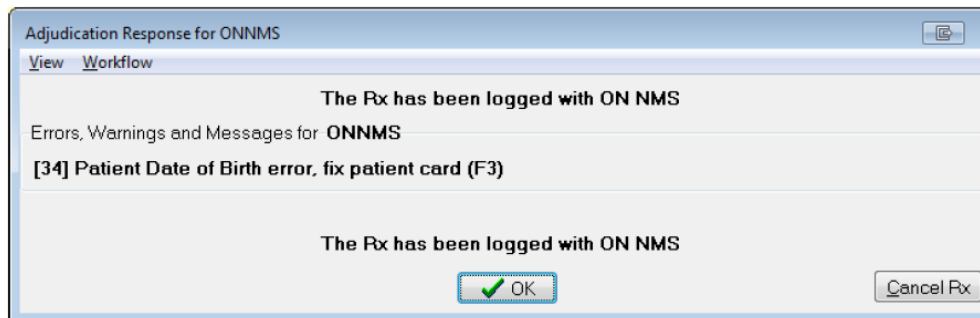 Adjudication Response for ONNMS
View Workflow
The Rx has been logged with ON NMS
Errors, Warnings and Messages for ONNMS
[34] Patient Date of Birth error, fix patient card (F3)
The Rx has been logged with ON NMS
OK
Cancel Rx